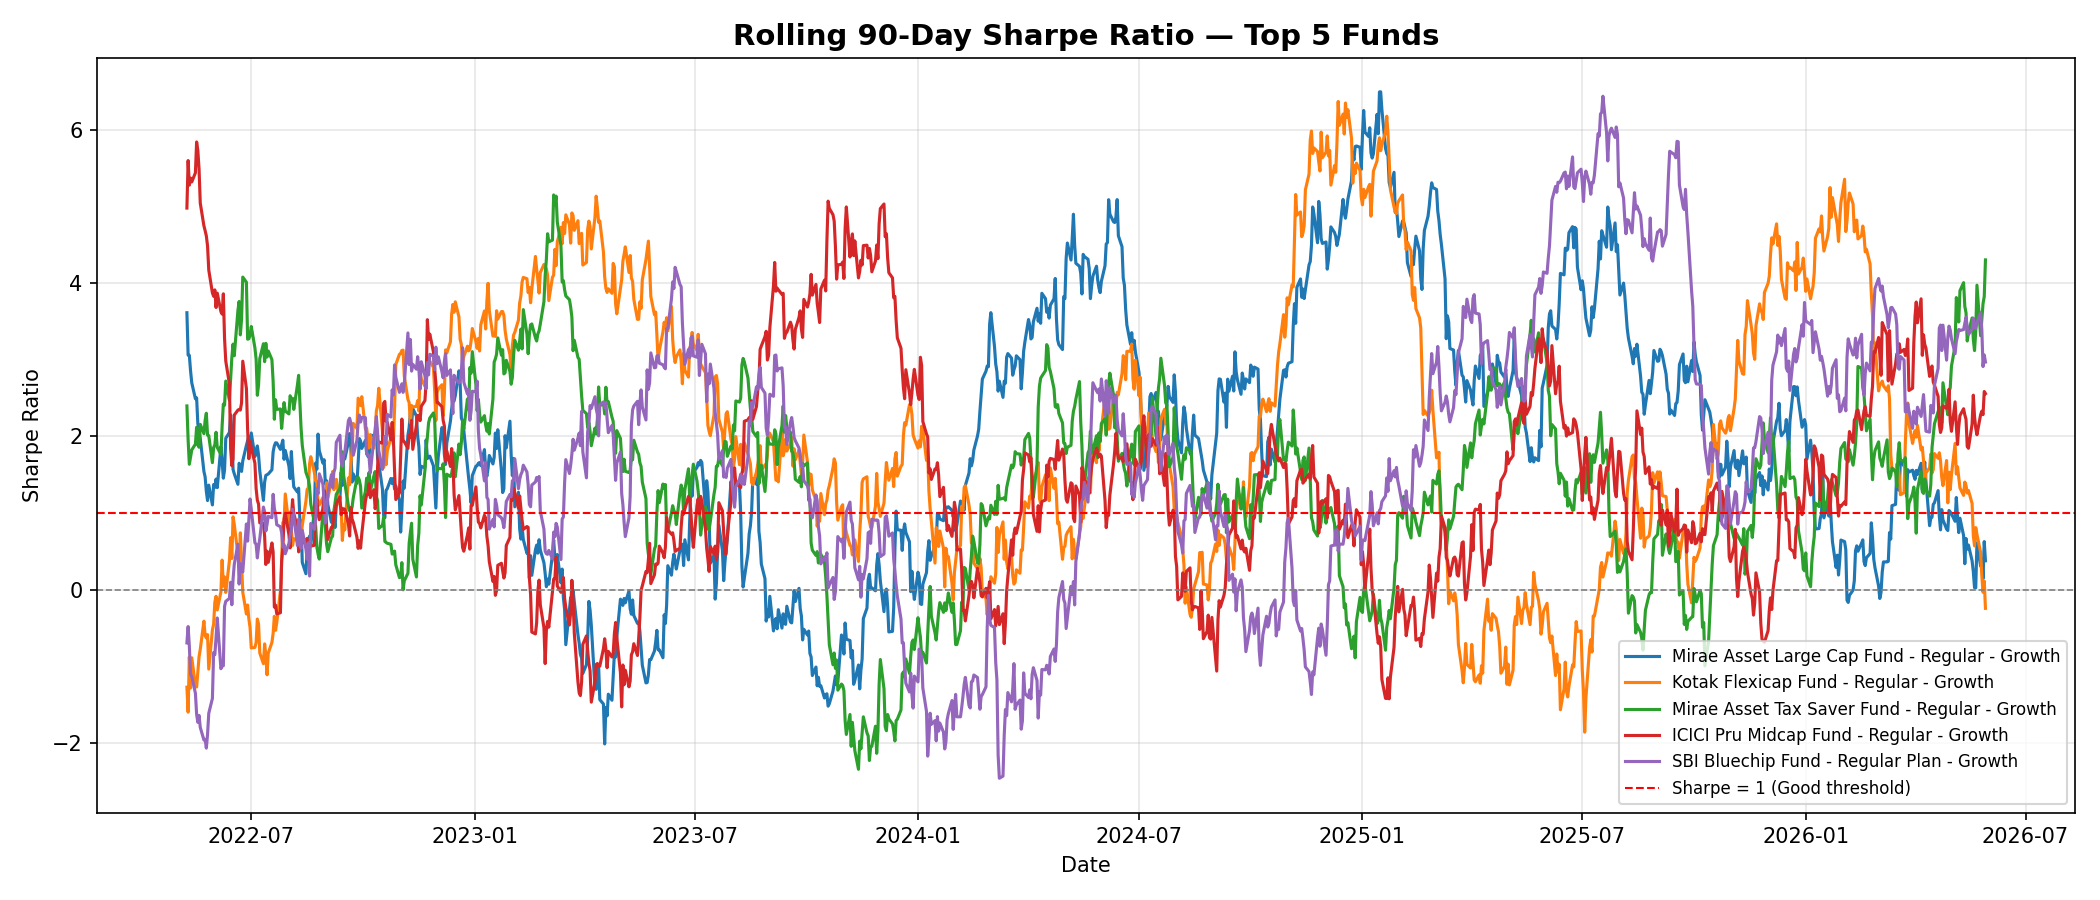 Rolling 90-Day Sharpe Ratio — Top 5 Funds
Sharpe Ratio
6
4
2
0
−2
2022-07
2023-01
2023-07
2024-01
2024-07
2025-01
2025-07
2026-01
2026-07
Date
Mirae Asset Large Cap Fund - Regular - Growth
Kotak Flexicap Fund - Regular - Growth
Mirae Asset Tax Saver Fund - Regular - Growth
ICICI Pru Midcap Fund - Regular - Growth
SBI Bluechip Fund - Regular Plan - Growth
Sharpe = 1 (Good threshold)